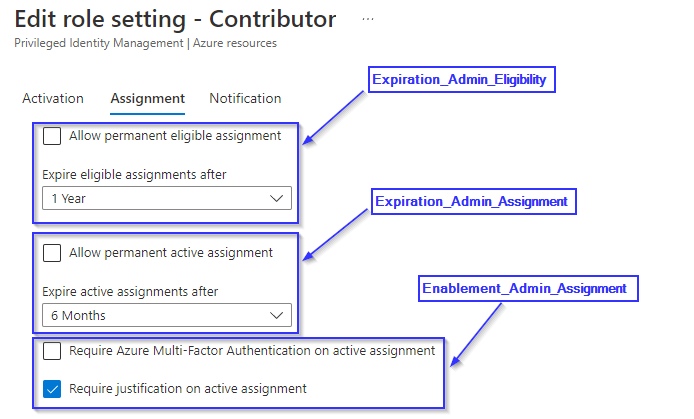 Edit role setting - Contributor ...
Privileged Identity Management | Azure resources
Activation Assignment Notification
Expiration_Admin_Eligibility
Allow permanent eligible assignment
Expire eligible assignments after
1 Year
Expiration_Admin_Assignment
Allow permanent active assignment
Expire active assignments after
6 Months
Enablement_Admin_Assignment
Require Azure Multi-Factor Authentication on active assignment
Require justification on active assignment